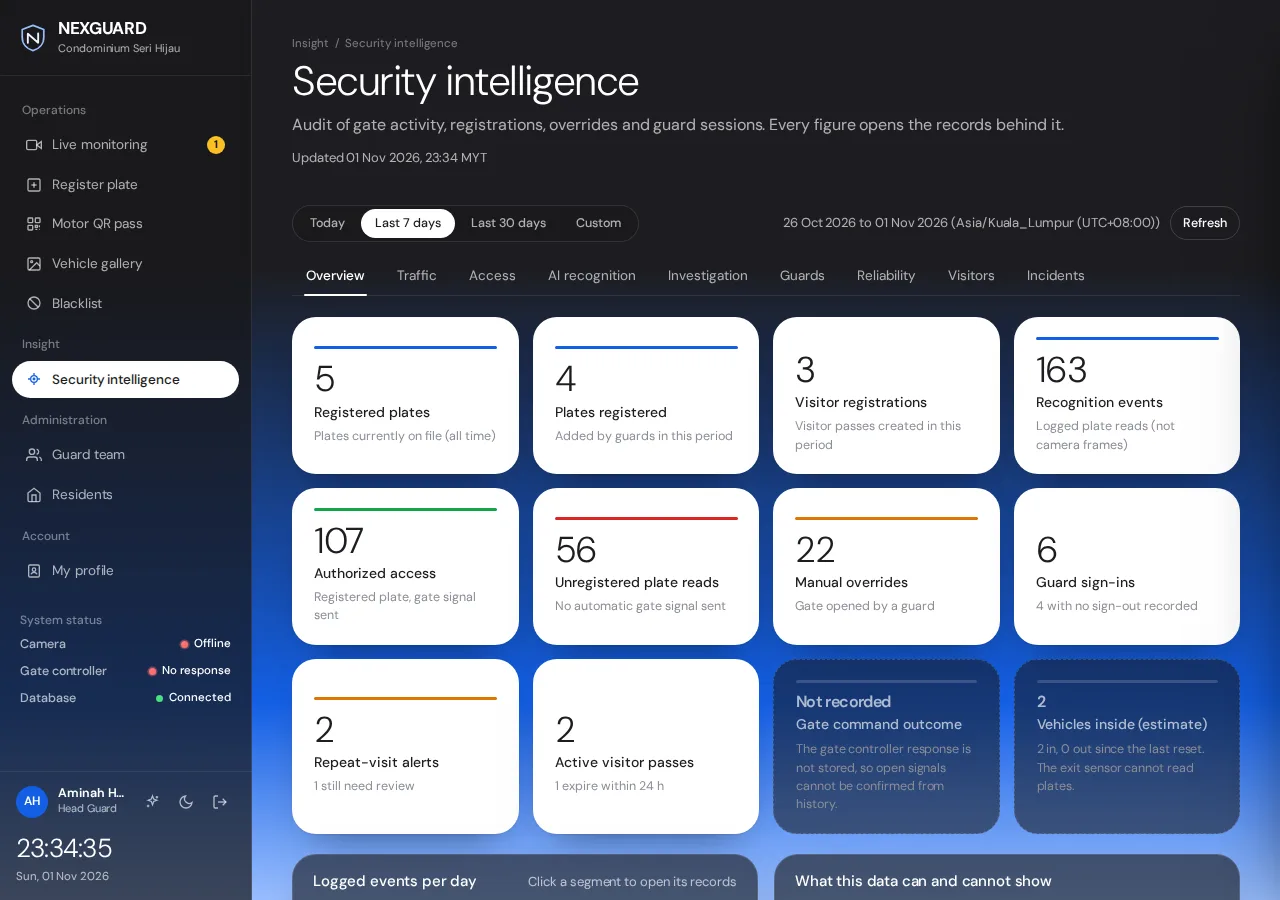 NEXGUARD
Condominium Seri Hijau
Operations
Live monitoring 1
Register plate
Motor QR pass
Vehicle gallery
Blacklist
Insight
Security intelligence
Administration
Guard team
Residents
Account
My profile
System status
Camera Offline
Gate controller No response
Database Connected
AH
Aminah H...
Head Guard
23:34:35
Sun, 01 Nov 2026
Insight / Security intelligence
Security intelligence
Audit of gate activity, registrations, overrides and guard sessions. Every figure opens the records behind it.
Updated 01 Nov 2026, 23:34 MYT
Today Last 7 days Last 30 days Custom
26 Oct 2026 to 01 Nov 2026 (Asia/Kuala_Lumpur (UTC+08:00)) Refresh
Overview Traffic Access AI recognition Investigation Guards Reliability Visitors Incidents
5
Registered plates
Plates currently on file (all time)
4
Plates registered
Added by guards in this period
3
Visitor registrations
Visitor passes created in this
period
163
Recognition events
Logged plate reads (not
camera frames)
107
Authorized access
Registered plate, gate signal
sent
56
Unregistered plate reads
No automatic gate signal sent
22
Manual overrides
Gate opened by a guard
6
Guard sign-ins
4 with no sign-out recorded
2
Repeat-visit alerts
1 still need review
2
Active visitor passes
1 expire within 24 h
Not recorded
Gate command outcome
The gate controller response is
not stored, so open signals
cannot be confirmed from
history.
2
Vehicles inside (estimate)
2 in, 0 out since the last reset.
The exit sensor cannot read
plates.
Logged events per day Click a segment to open its records
What this data can and cannot show